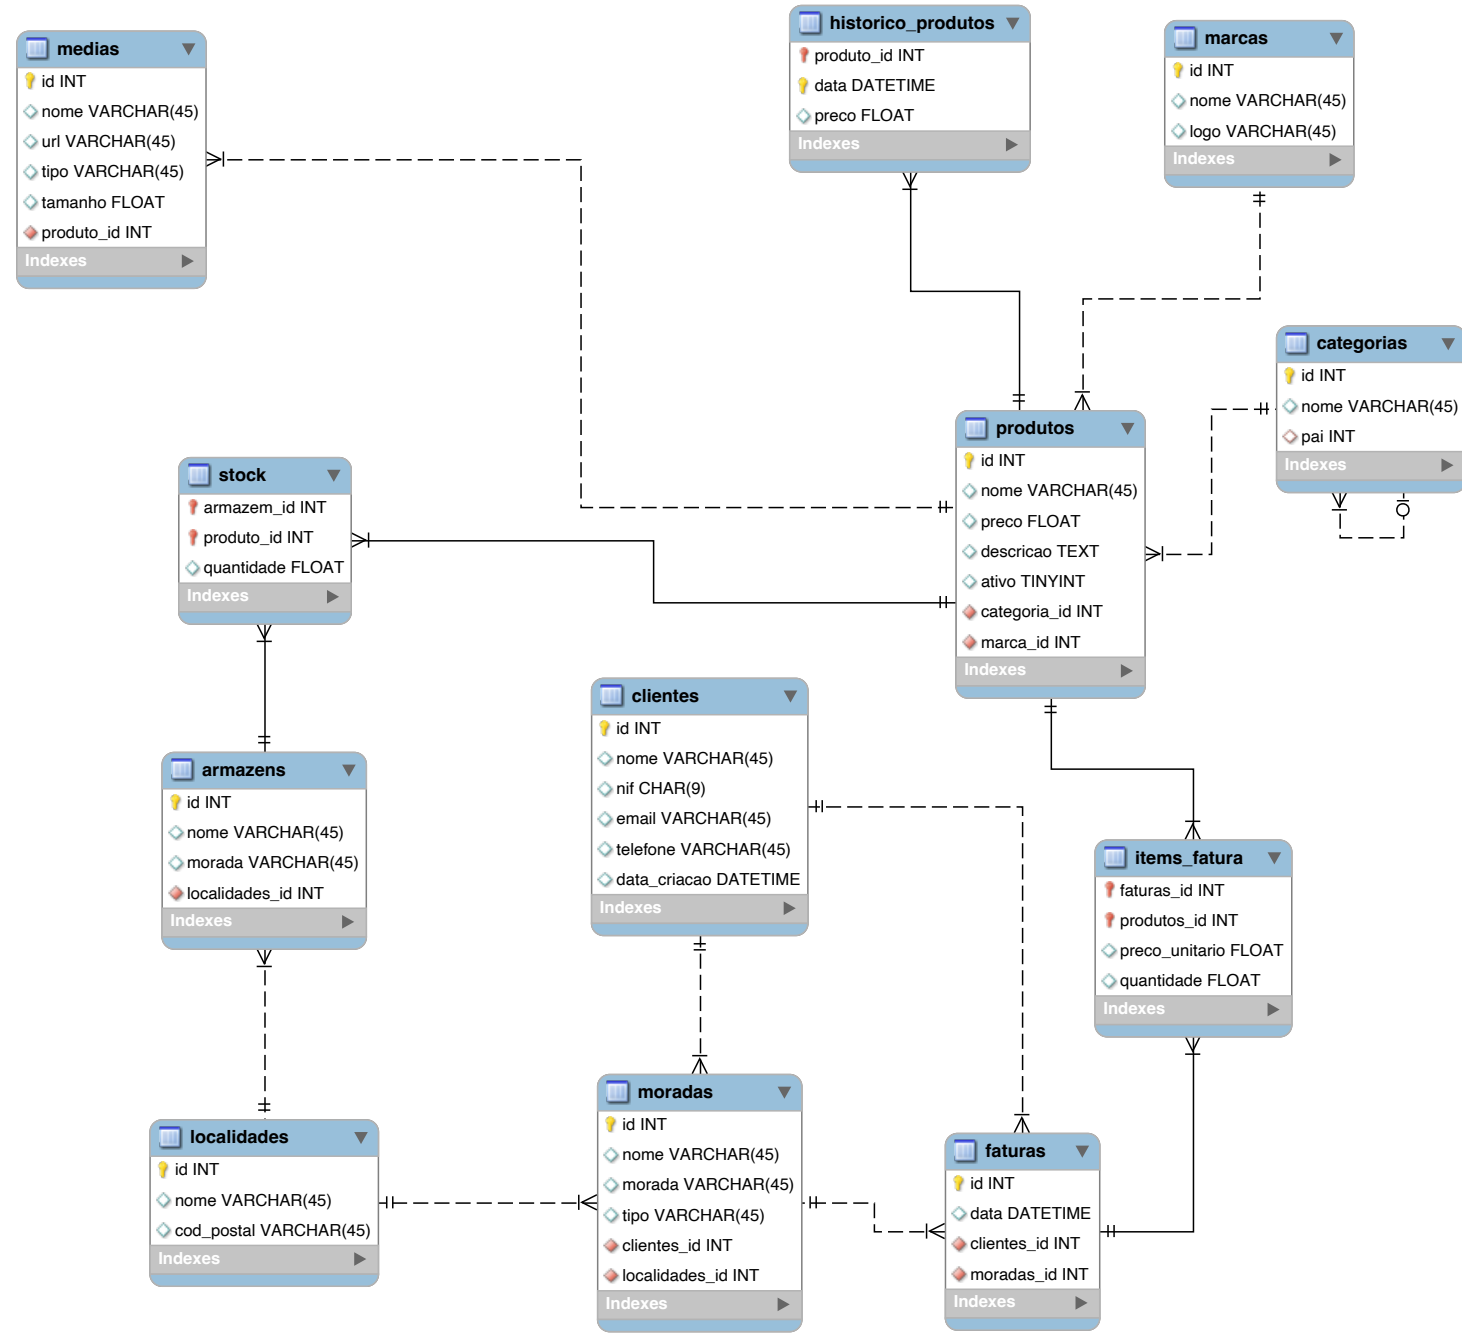 medias
id INT
nome VARCHAR(45)
url VARCHAR(45)
tipo VARCHAR(45)
tamanho FLOAT
produto_id INT
Indexes
historico_produtos
produto_id INT
data DATETIME
preco FLOAT
Indexes
marcas
id INT
nome VARCHAR(45)
logo VARCHAR(45)
Indexes
categorias
id INT
nome VARCHAR(45)
pai INT
Indexes
produtos
id INT
nome VARCHAR(45)
preco FLOAT
descricao TEXT
ativo TINYINT
categoria_id INT
marca_id INT
Indexes
stock
armazem_id INT
produto_id INT
quantidade FLOAT
Indexes
clientes
id INT
nome VARCHAR(45)
nif CHAR(9)
email VARCHAR(45)
telefone VARCHAR(45)
data_criacao DATETIME
Indexes
armazens
id INT
nome VARCHAR(45)
morada VARCHAR(45)
localidades_id INT
Indexes
items_fatura
faturas_id INT
produtos_id INT
preco_unitario FLOAT
quantidade FLOAT
Indexes
localidades
id INT
nome VARCHAR(45)
cod_postal VARCHAR(45)
Indexes
moradas
id INT
nome VARCHAR(45)
morada VARCHAR(45)
tipo VARCHAR(45)
clientes_id INT
localidades_id INT
Indexes
faturas
id INT
data DATETIME
clientes_id INT
moradas_id INT
Indexes